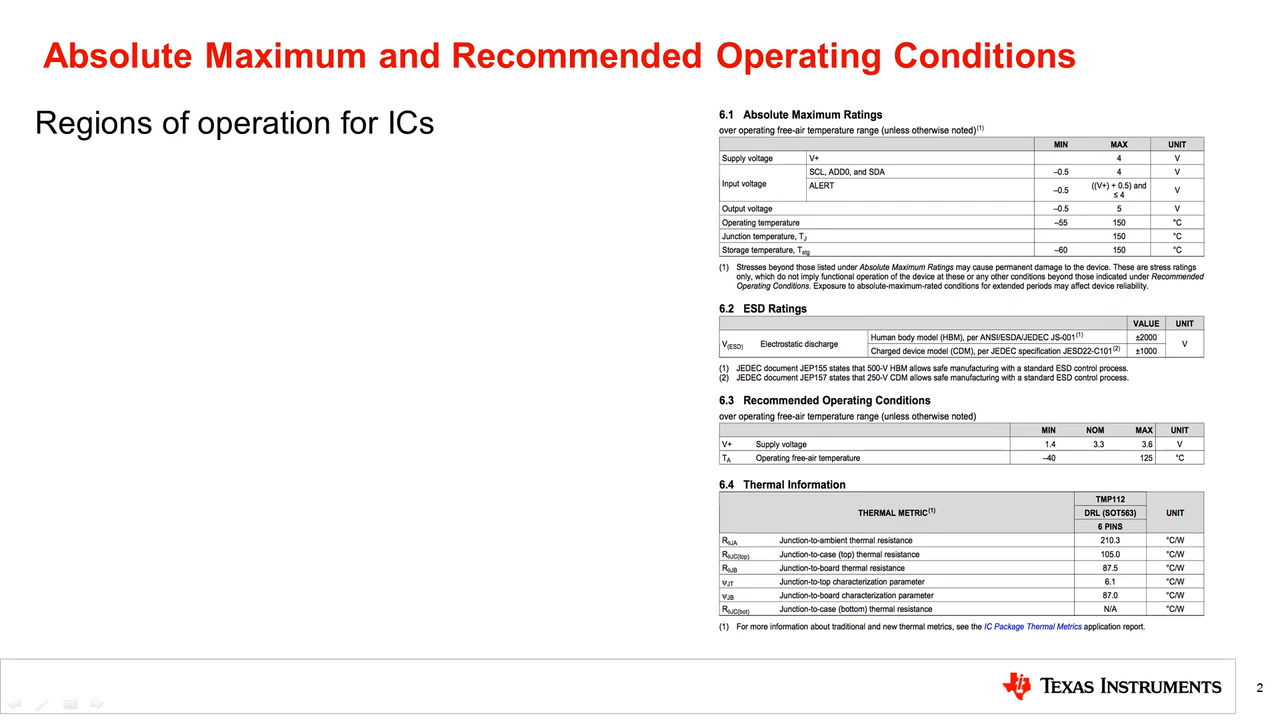 Absolute Maximum and Recommended Operating Conditions
Regions of operation for ICs
6.1 Absolute Maximum Ratings
over operating free-air temperature range (unless otherwise noted)(1)
MIN MAX UNIT
Supply voltage V+ 4 V
Input voltage SCL, ADD0, and SDA –0.5 4 V
ALERT –0.5 ((V+) + 0.5) and ≤ 4 V
Output voltage –0.5 5 V
Operating temperature –55 150 °C
Junction temperature, TJ 150 °C
Storage temperature, Tstg –60 150 °C
(1) Stresses beyond those listed under Absolute Maximum Ratings may cause permanent damage to the device. These are stress ratings
only, which do not imply functional operation of the device at these or any other conditions beyond those indicated under Recommended
Operating Conditions. Exposure to absolute-maximum-rated conditions for extended periods may affect device reliability.
6.2 ESD Ratings
VALUE UNIT
V(ESD) Electrostatic discharge Human body model (HBM), per ANSI/ESDA/JEDEC JS-001(1) ±2000 V
Charged device model (CDM), per JEDEC specification JESD22-C101(2) ±1000
(1) JEDEC document JEP155 states that 500-V HBM allows safe manufacturing with a standard ESD control process.
(2) JEDEC document JEP157 states that 250-V CDM allows safe manufacturing with a standard ESD control process.
6.3 Recommended Operating Conditions
over operating free-air temperature range (unless otherwise noted)
MIN NOM MAX UNIT
V+ Supply voltage 1.4 3.3 3.6 V
TA Operating free-air temperature –40 125 °C
6.4 Thermal Information
THERMAL METRIC(1) TMP112 UNIT
DRL (SOT563)
6 PINS
RθJA Junction-to-ambient thermal resistance 210.3 °C/W
RθJC(top) Junction-to-case (top) thermal resistance 105.0 °C/W
RθJB Junction-to-board thermal resistance 87.5 °C/W
ψJT Junction-to-top characterization parameter 6.1 °C/W
ψJB Junction-to-board characterization parameter 87.0 °C/W
RθJC(bot) Junction-to-case (bottom) thermal resistance N/A °C/W
(1) For more information about traditional and new thermal metrics, see the IC Package Thermal Metrics application report.
TEXAS INSTRUMENTS
2